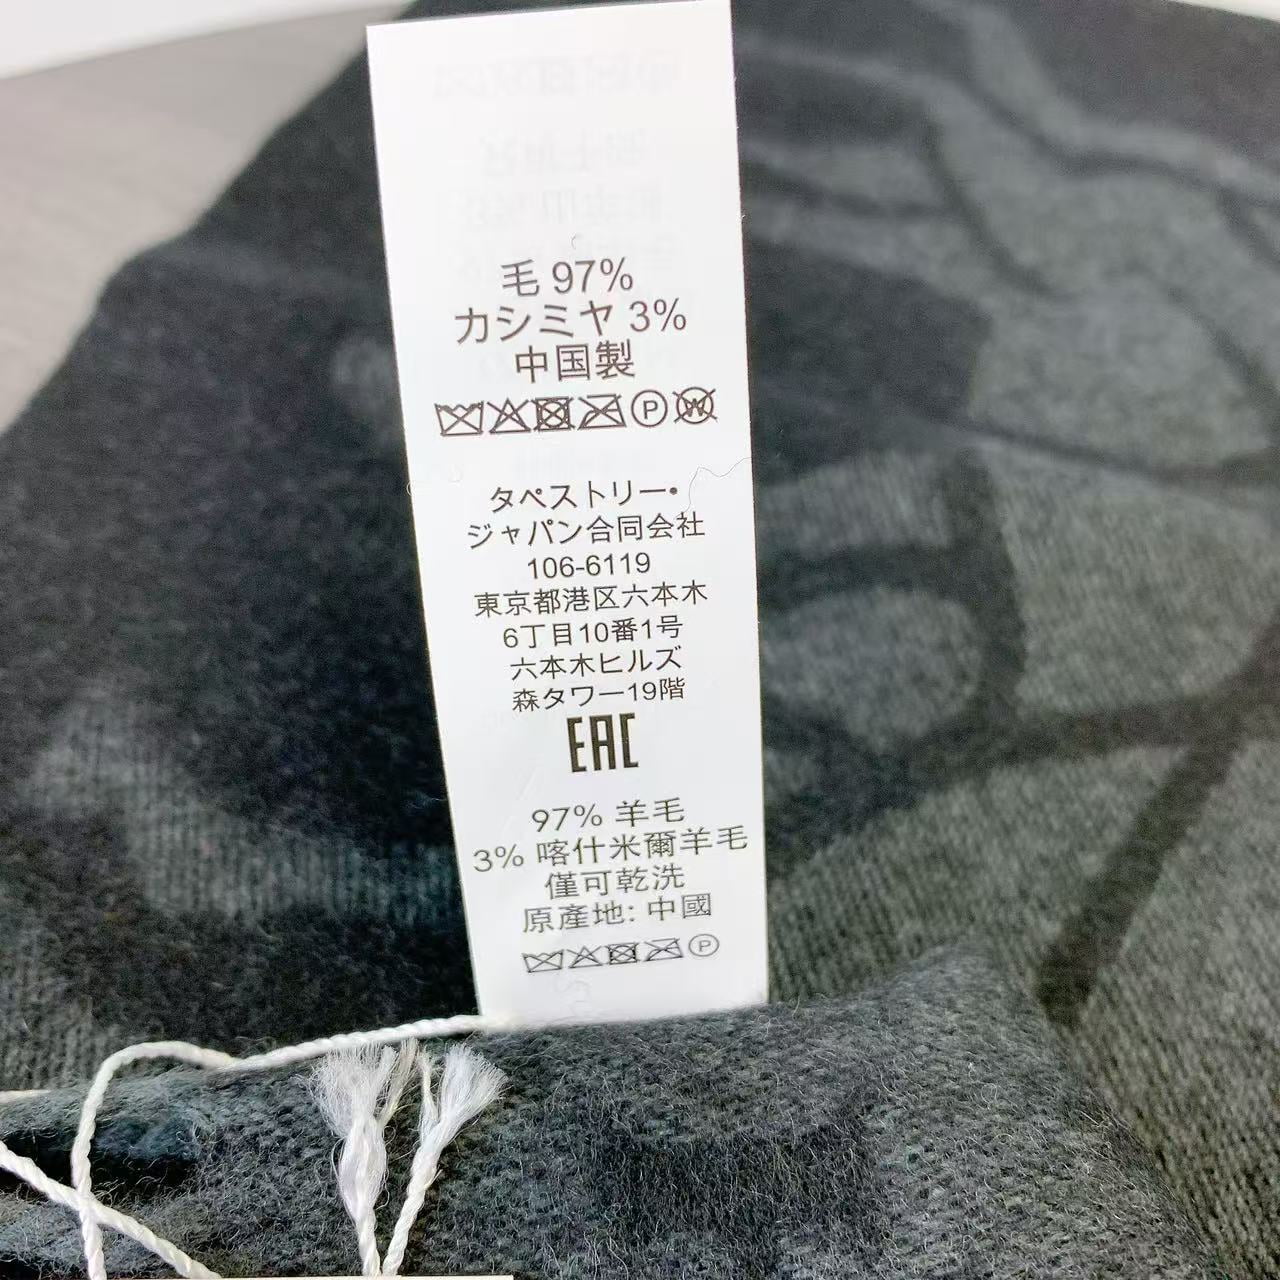 毛 97%
カシミヤ 3%
中国製
P W
タペストリー・
ジャパン合同会社
106-6119
東京都港区六本木
6丁目10番1号
六本木ヒルズ
森タワー19階
EAC
97% 羊毛
3% 喀什米爾羊毛
僅可乾洗
原產地: 中國
P